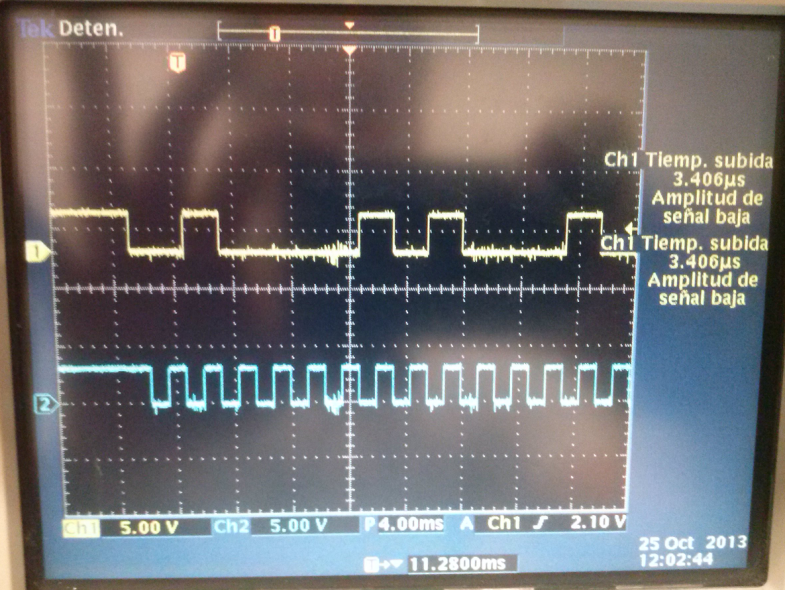 Tek Deten.
T
T
Ch1 Tiemp. subida
3.406µs
Amplitud de
señal baja
1
Ch1 Tiemp. subida
3.406µs
Amplitud de
señal baja
2
Ch1 5.00 V Ch2 5.00 V P 4.00ms A Ch1 2.10 V
25 Oct 2013
12:02:44
T 11.2800ms